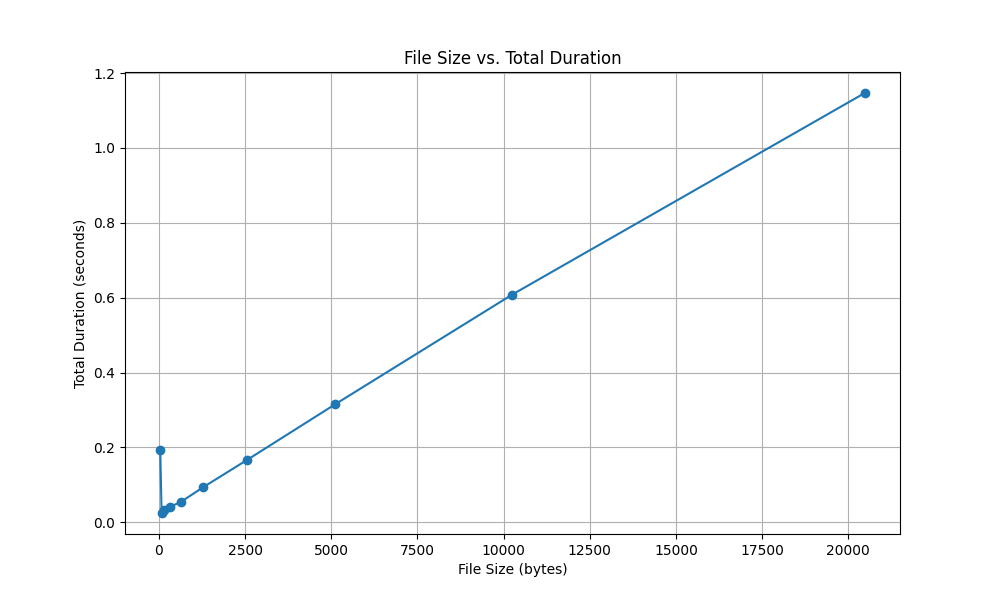 File Size vs. Total Duration
1.2
1.0
0.8
0.6
0.4
0.2
0.0
Total Duration (seconds)
0 2500 5000 7500 10000 12500 15000 17500 20000
File Size (bytes)